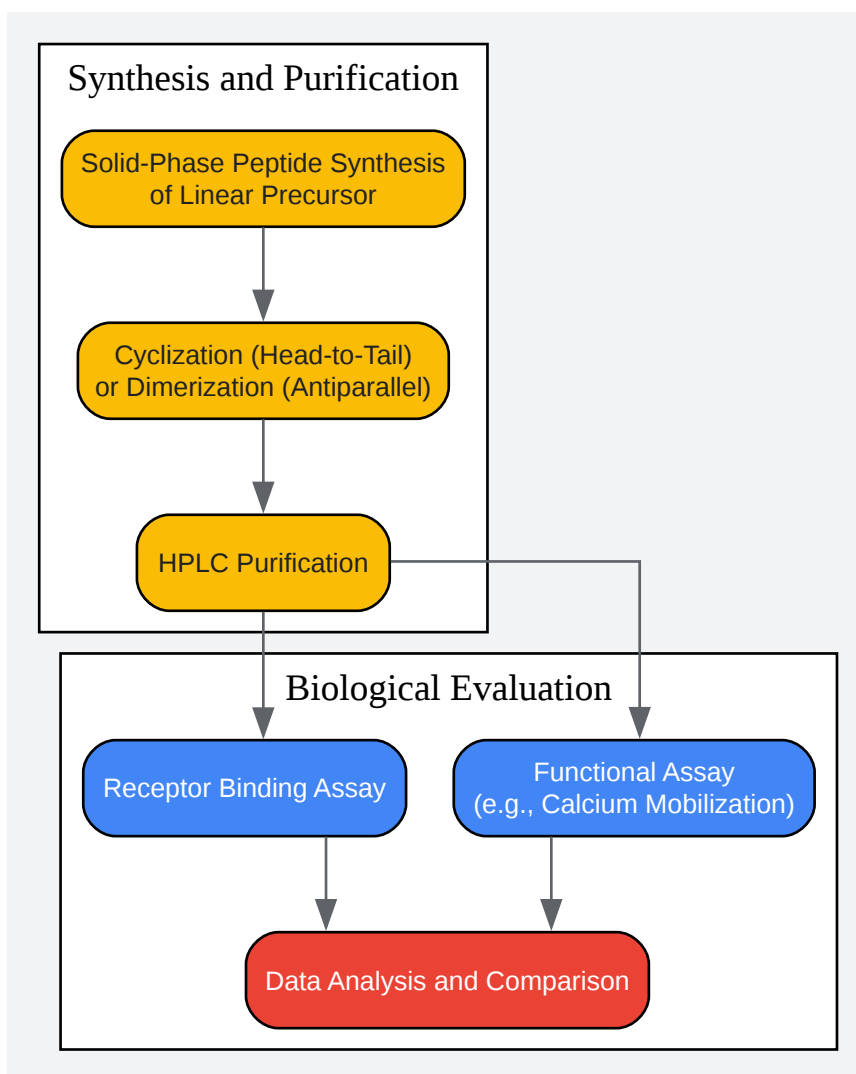 Synthesis and Purification
Solid-Phase Peptide Synthesis
of Linear Precursor
Cyclization (Head-to-Tail)
or Dimerization (Antiparallel)
HPLC Purification
Biological Evaluation
Receptor Binding Assay
Functional Assay
(e.g., Calcium Mobilization)
Data Analysis and Comparison